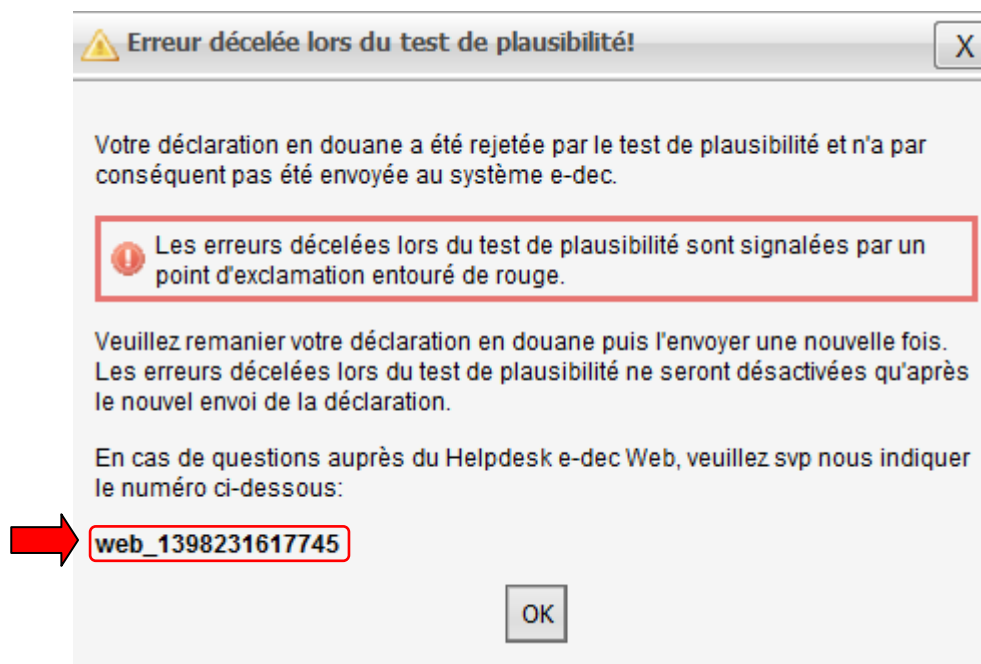 Erreur décelée lors du test de plausibilité!
X
Votre déclaration en douane a été rejetée par le test de plausibilité et n'a par
conséquent pas été envoyée au système e-dec.
Les erreurs décelées lors du test de plausibilité sont signalées par un
point d'exclamation entouré de rouge.
Veuillez remanier votre déclaration en douane puis l'envoyer une nouvelle fois.
Les erreurs décelées lors du test de plausibilité ne seront désactivées qu'après
le nouvel envoi de la déclaration.
En cas de questions auprès du Helpdesk e-dec Web, veuillez svp nous indiquer
le numéro ci-dessous:
web_1398231617745
OK